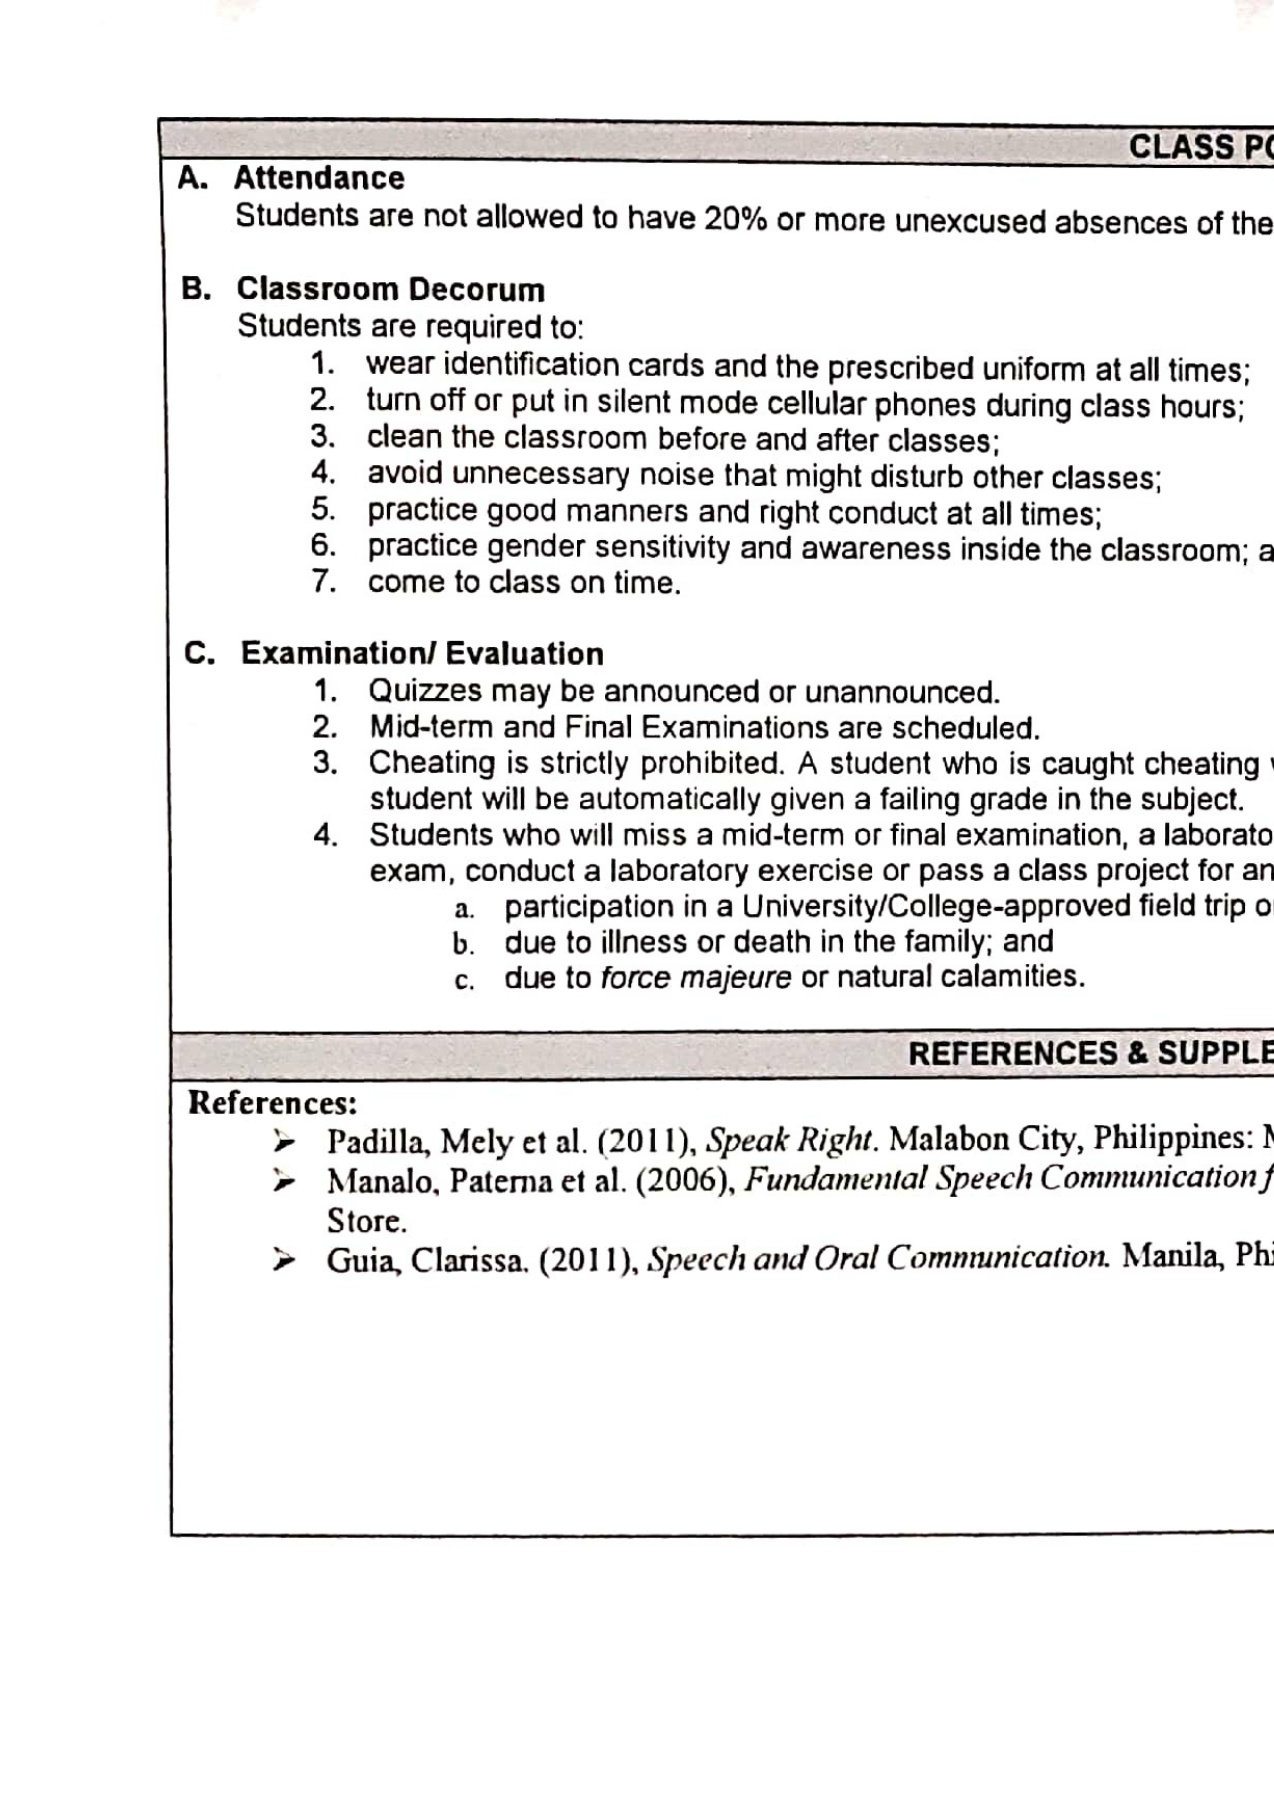 CLASS PO
A. Attendance
Students are not allowed to have 20% or more unexcused absences of the
B. Classroom Decorum
Students are required to:
1. wear identification cards and the prescribed uniform at all times;
2. turn off or put in silent mode cellular phones during class hours;
3. clean the classroom before and after classes;
4. avoid unnecessary noise that might disturb other classes;
5. practice good manners and right conduct at all times;
6. practice gender sensitivity and awareness inside the classroom; a
7. come to class on time.
C. Examination/ Evaluation
1. Quizzes may be announced or unannounced.
2. Mid-term and Final Examinations are scheduled.
3. Cheating is strictly prohibited. A student who is caught cheating
student will be automatically given a failing grade in the subject.
4. Students who will miss a mid-term or final examination, a laborato
exam, conduct a laboratory exercise or pass a class project for an
a. participation in a University/College-approved field trip o
b. due to illness or death in the family; and
c. due to force majeure or natural calamities.
REFERENCES & SUPPLE
References:
➤ Padilla, Mely et al. (2011), Speak Right. Malabon City, Philippines: M
➤ Manalo, Paterna et al. (2006), Fundamental Speech Communication f
Store.
➤ Guia, Clarissa. (2011), Speech and Oral Communication. Manila, Phi